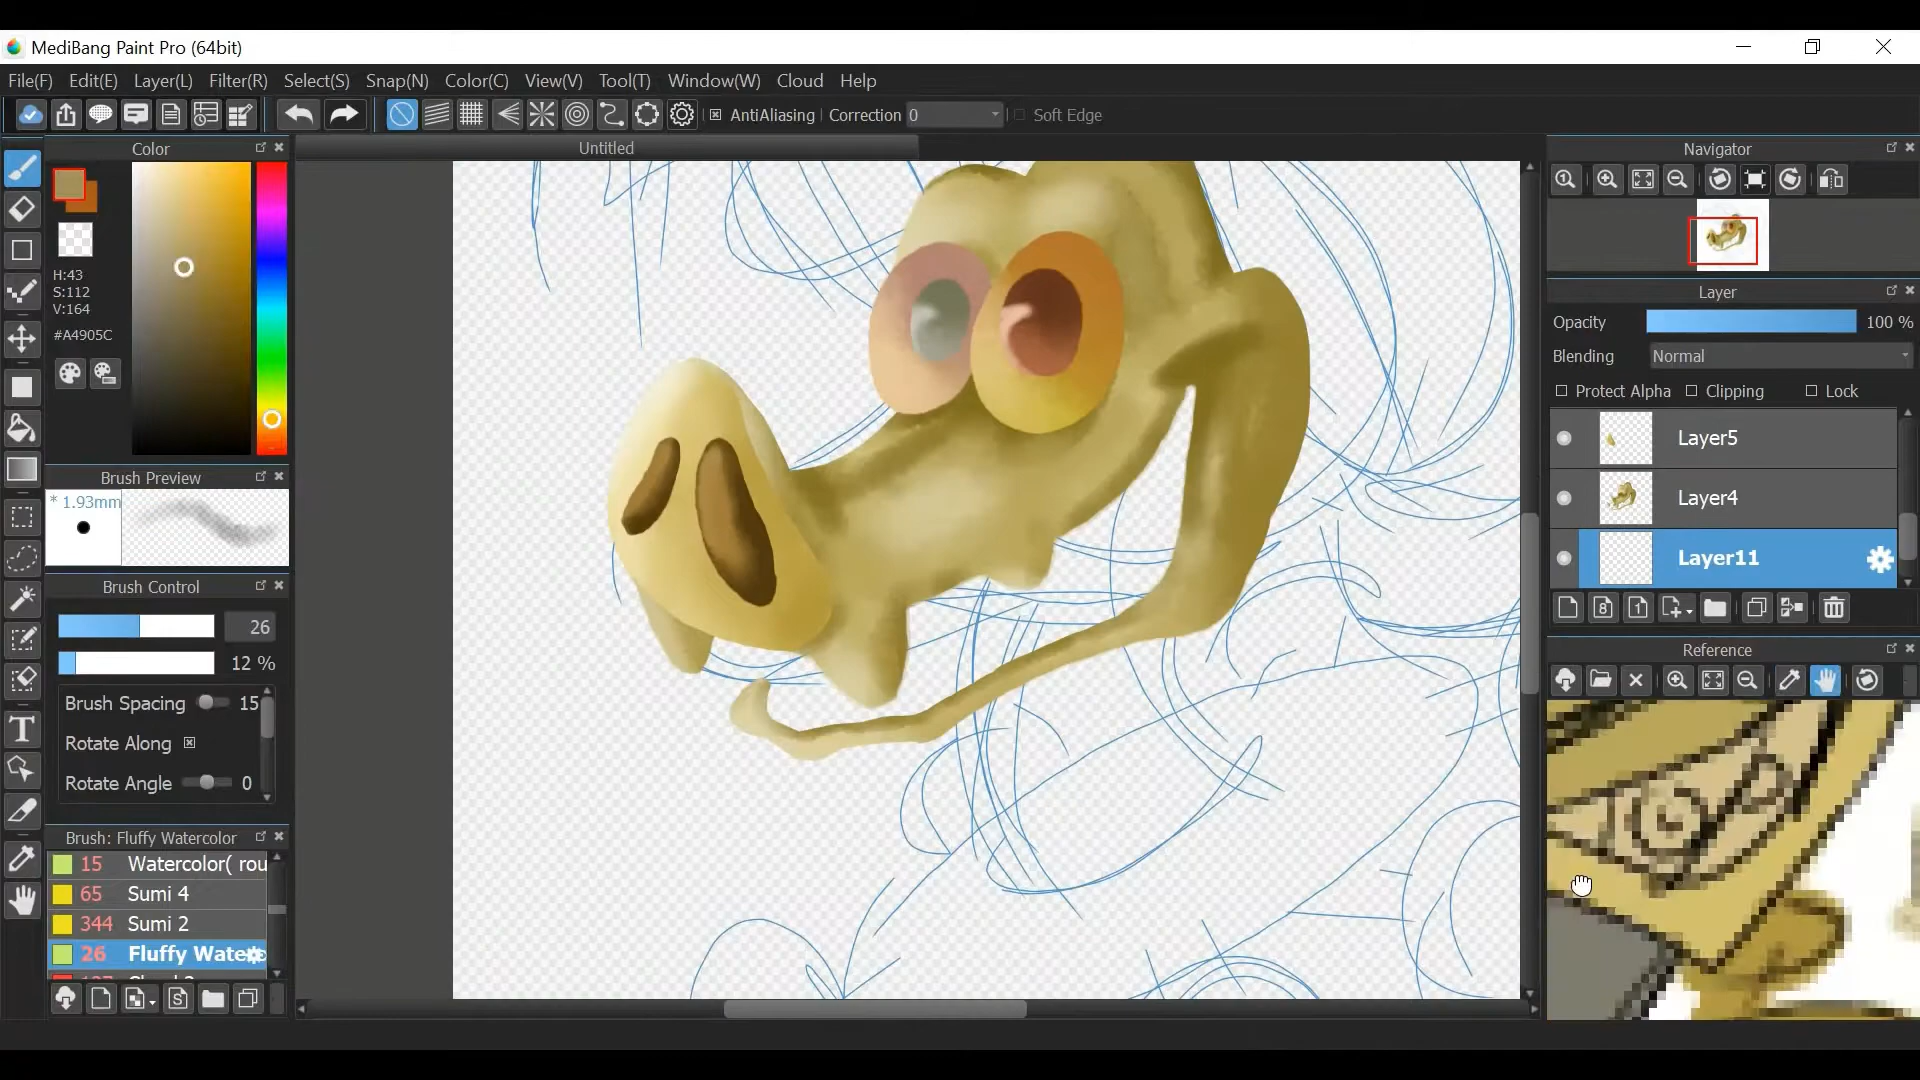 MediBang Paint Pro (64bit)
File(F) Edit(E) Layer(L) Filter(R) Select(S) Snap(N) Color(C) View(V) Tool(T) Window(W) Cloud Help
AntiAliasing Correction 0 Soft Edge
Color
Untitled
Navigator
H:43
S:112
V:164
#A4905C
Layer
Opacity 100 %
Blending Normal
Protect Alpha Clipping Lock
Layer5
Layer4
Layer11
Brush Preview
* 1.93mm
Brush Control
26
12 %
Brush Spacing 15
Rotate Along
Rotate Angle 0
Reference
Brush: Fluffy Watercolor
15 Watercolor( rou
65 Sumi 4
344 Sumi 2
26 Fluffy Wate
8
1
S
T